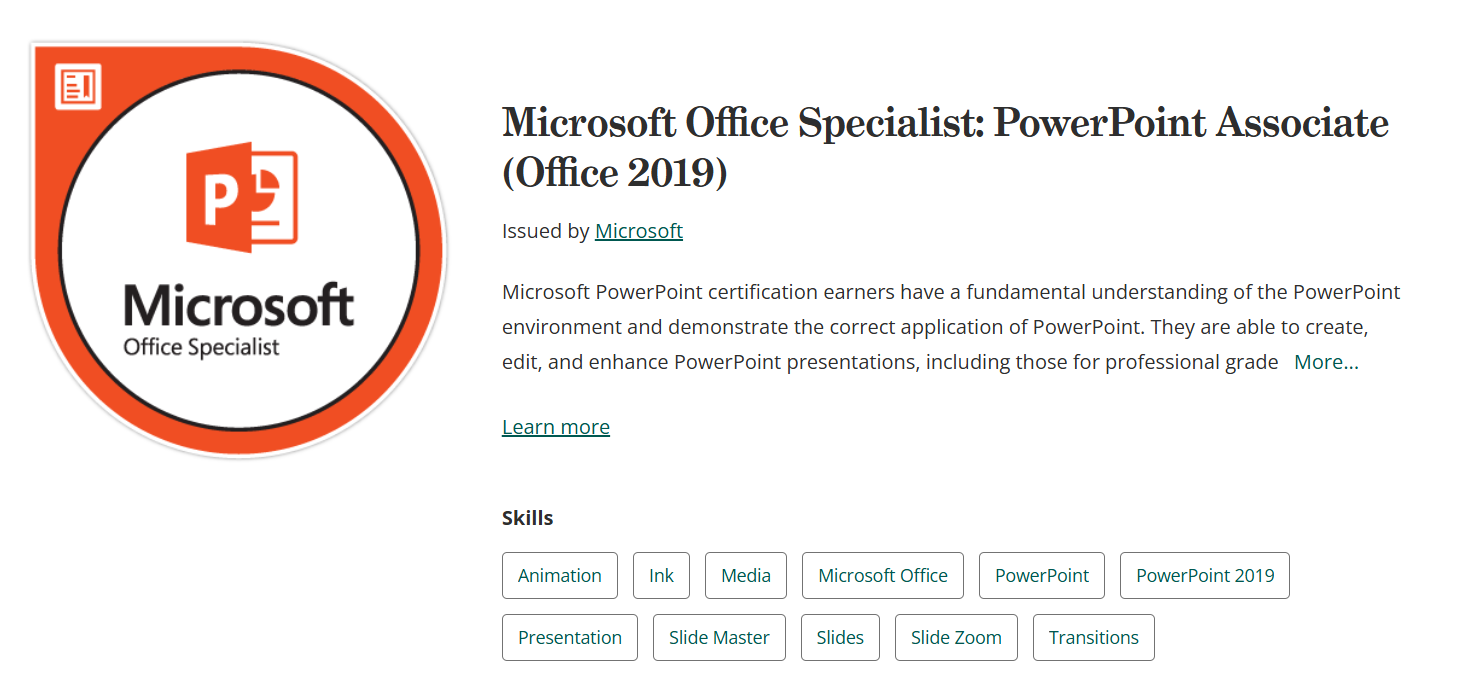 P
Microsoft
Office Specialist
Microsoft Office Specialist: PowerPoint Associate
(Office 2019)
Issued by Microsoft
Microsoft PowerPoint certification earners have a fundamental understanding of the PowerPoint
environment and demonstrate the correct application of PowerPoint. They are able to create,
edit, and enhance PowerPoint presentations, including those for professional grade More...
Learn more
Skills
Animation Ink Media Microsoft Office PowerPoint PowerPoint 2019
Presentation Slide Master Slides Slide Zoom Transitions